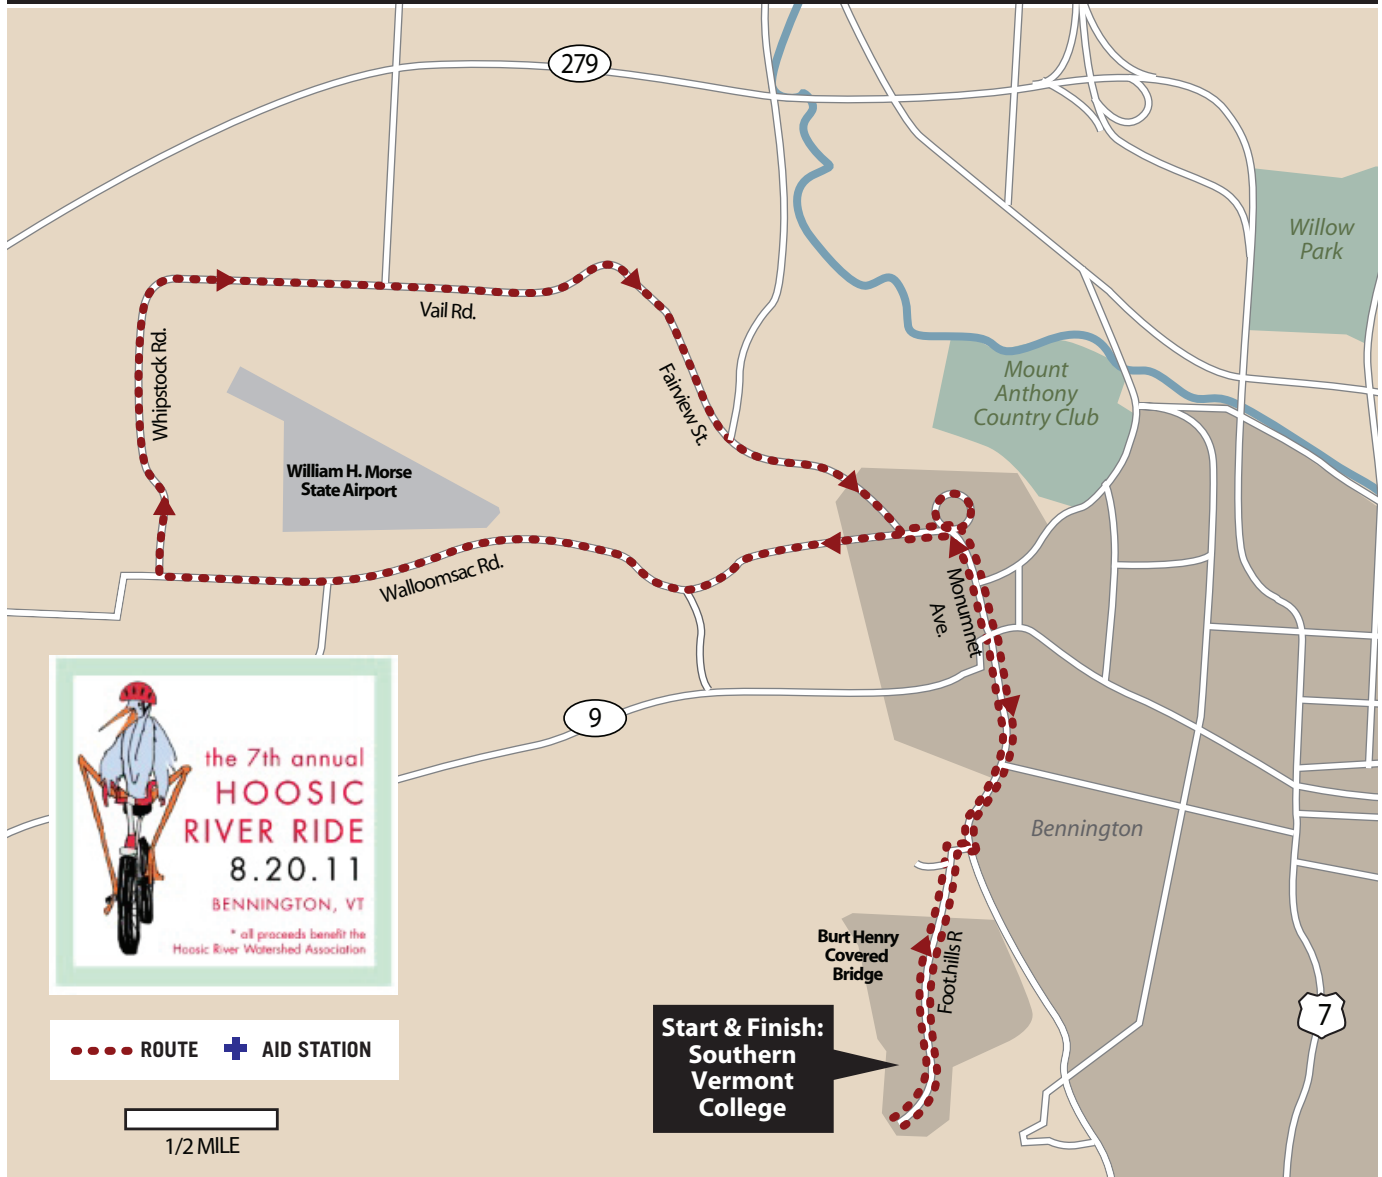 279
Willow
Park
Vail Rd.
Whipstock Rd.
Fairview St.
Mount
Anthony
Country Club
William H. Morse
State Airport
Walloomsac Rd.
Monumnet
Ave.
9
the 7th annual
HOOSIC
RIVER RIDE
8.20.11
BENNINGTON, VT
* all proceeds benefit the
Hoosic River Watershed Association
Bennington
Burt Henry
Covered
Bridge
Foot.hills R
Start & Finish:
Southern
Vermont
College
7
ROUTE
AID STATION
1/2 MILE